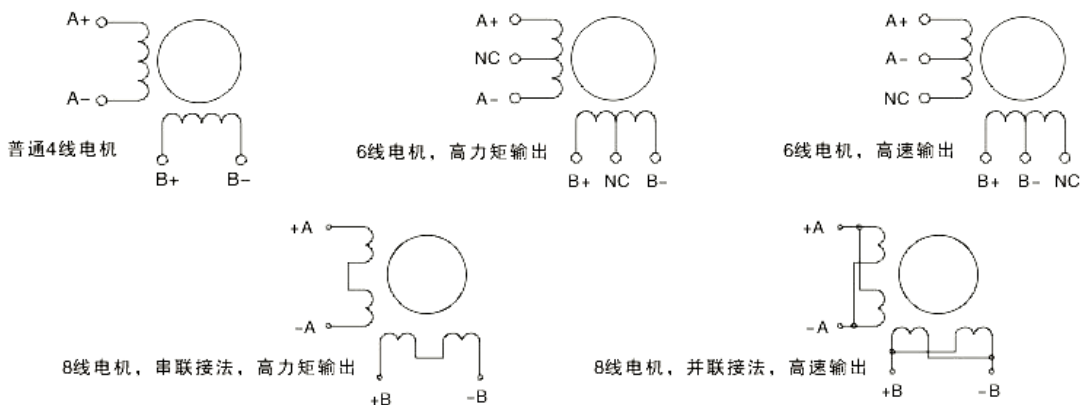 A+
A-
B+ B-
普通4线电机
A+
NC
A-
B+ NC B-
6线电机，高力矩输出
A+
A-
NC
B+ B- NC
6线电机，高速输出
+A
-A
+B -B
8线电机，串联接法，高力矩输出
+A
-A
+B -B
8线电机，并联接法，高速输出